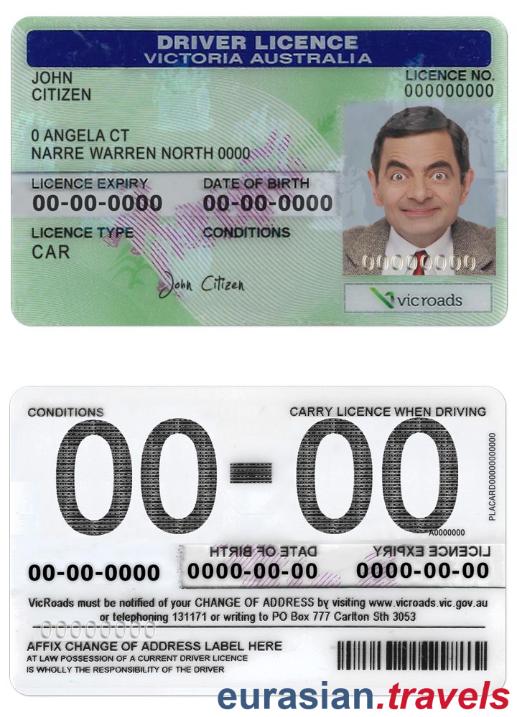 DRIVER LICENCE
VICTORIA AUSTRALIA
JOHN
CITIZEN
LICENCE NO.
000000000
0 ANGELA CT
NARRE WARREN NORTH 0000
LICENCE EXPIRY DATE OF BIRTH
00-00-0000 00-00-0000
LICENCE TYPE CONDITIONS
CAR
John Citizen
vicroads
CONDITIONS CARRY LICENCE WHEN DRIVING
00-00
A0000000
DATE OF BIRTH LICENCE EXPIRY
00-00-0000 0000-00-00 0000-00-00
VicRoads must be notified of your CHANGE OF ADDRESS by visiting www.vicroads.vic.gov.au
or telephoning 131171 or writing to PO Box 777 Carlton Sth 3053
00000000
AFFIX CHANGE OF ADDRESS LABEL HERE
AT LAW POSSESSION OF A CURRENT DRIVER LICENCE
IS WHOLLY THE RESPONSIBILITY OF THE DRIVER
eurasian.travels